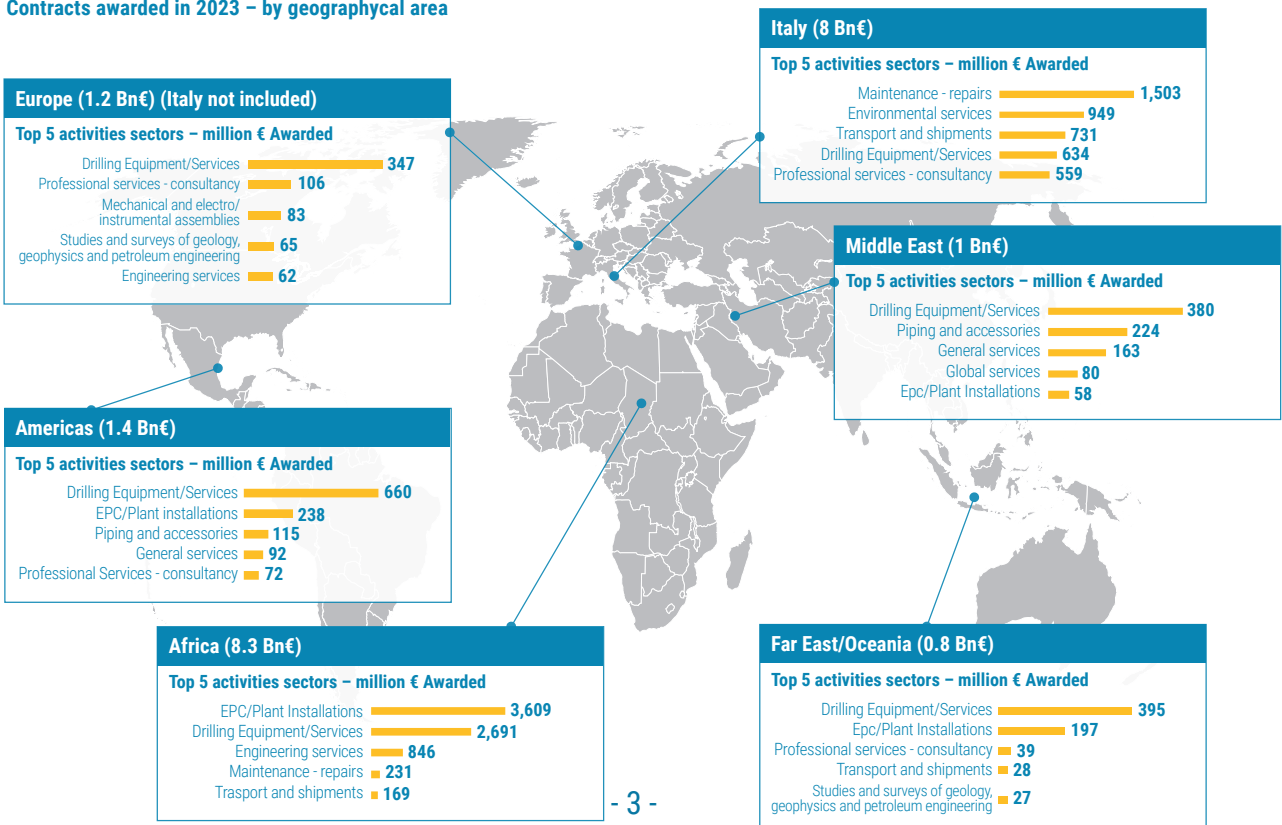 Contracts awarded in 2023 – by geographycal area
Italy (8 Bn€)
Top 5 activities sectors – million € Awarded
Maintenance - repairs 1,503
Environmental services 949
Transport and shipments 731
Drilling Equipment/Services 634
Professional services - consultancy 559
Europe (1.2 Bn€) (Italy not included)
Top 5 activities sectors – million € Awarded
Drilling Equipment/Services 347
Professional services - consultancy 106
Mechanical and electro/
instrumental assemblies 83
Studies and surveys of geology,
geophysics and petroleum engineering 65
Engineering services 62
Middle East (1 Bn€)
Top 5 activities sectors – million € Awarded
Drilling Equipment/Services 380
Piping and accessories 224
General services 163
Global services 80
Epc/Plant Installations 58
Americas (1.4 Bn€)
Top 5 activities sectors – million € Awarded
Drilling Equipment/Services 660
EPC/Plant installations 238
Piping and accessories 115
General services 92
Professional Services - consultancy 72
Africa (8.3 Bn€)
Top 5 activities sectors – million € Awarded
EPC/Plant Installations 3,609
Drilling Equipment/Services 2,691
Engineering services 846
Maintenance - repairs 231
Trasport and shipments 169
Far East/Oceania (0.8 Bn€)
Top 5 activities sectors – million € Awarded
Drilling Equipment/Services 395
Epc/Plant Installations 197
Professional services - consultancy 39
Transport and shipments 28
Studies and surveys of geology,
geophysics and petroleum engineering 27
- 3 -